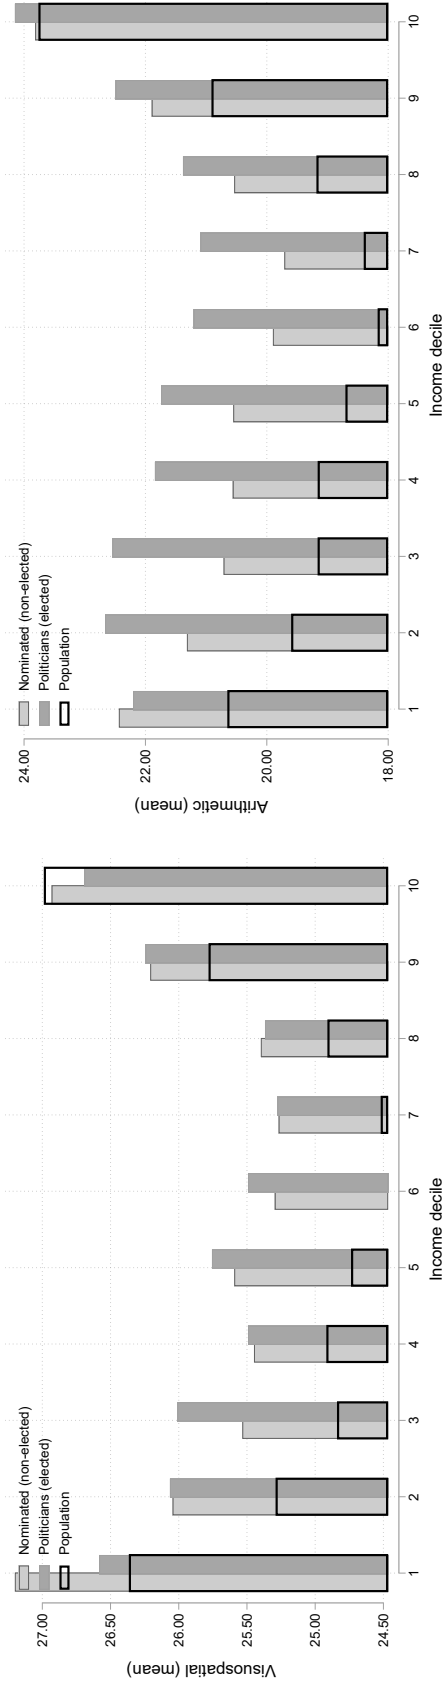 Visuospatial (mean)
27.00
26.50
26.00
25.50
25.00
24.50
Nominated (non-elected)
Politicians (elected)
Population
1 2 3 4 5 6 7 8 9 10
Income decile
Arithmetic (mean)
24.00
22.00
20.00
18.00
Nominated (non-elected)
Politicians (elected)
Population
1 2 3 4 5 6 7 8 9 10
Income decile